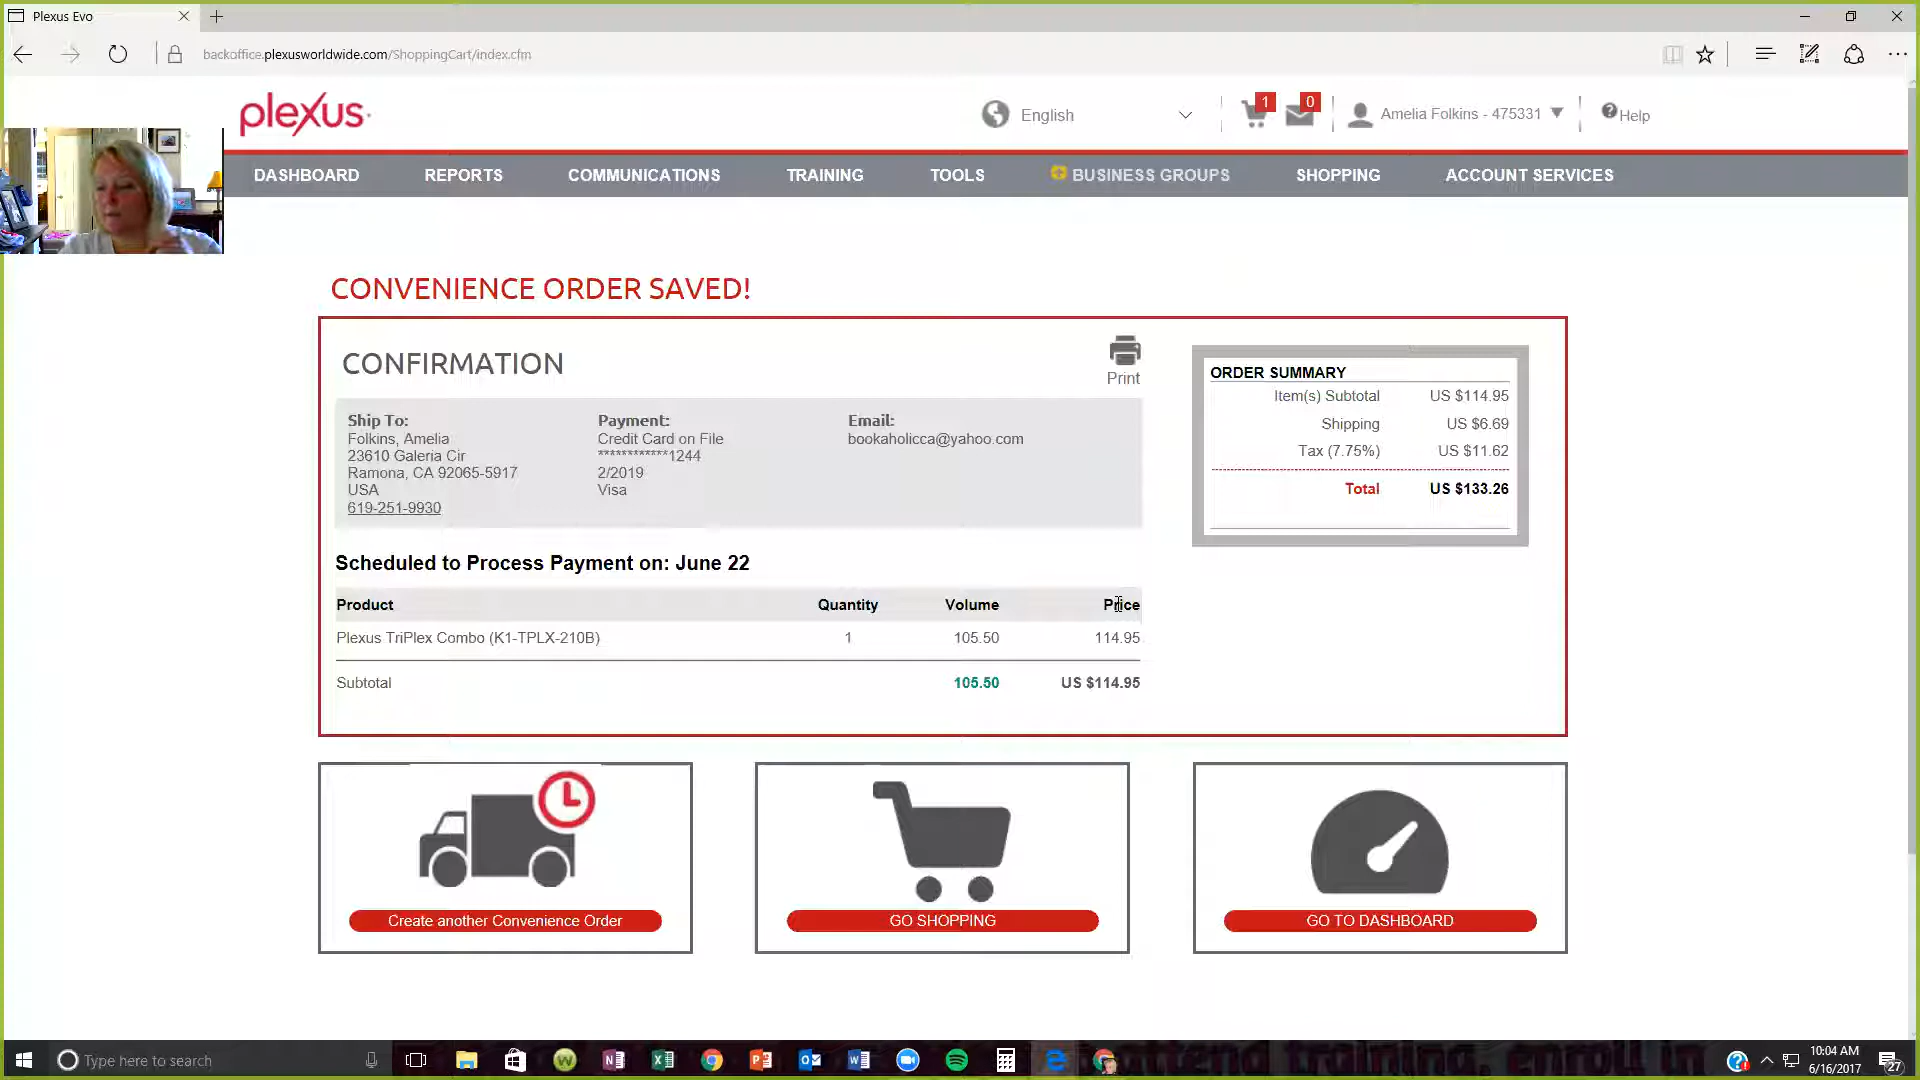 Plexus Evo
backoffice.plexusworldwide.com/ShoppingCart/index.cfm
plexus
English
1
0
Amelia Folkins - 475331
Help
DASHBOARD REPORTS COMMUNICATIONS TRAINING TOOLS BUSINESS GROUPS SHOPPING ACCOUNT SERVICES
CONVENIENCE ORDER SAVED!
CONFIRMATION
Print
Ship To:
Folkins, Amelia
23610 Galeria Cir
Ramona, CA 92065-5917
USA
619-251-9930
Payment:
Credit Card on File
************1244
2/2019
Visa
Email:
bookaholicca@yahoo.com
ORDER SUMMARY
Item(s) Subtotal US $114.95
Shipping US $6.69
Tax (7.75%) US $11.62
Total US $133.26
Scheduled to Process Payment on: June 22
Product Quantity Volume Price
Plexus TriPlex Combo (K1-TPLX-210B) 1 105.50 114.95
Subtotal 105.50 US $114.95
Create another Convenience Order
GO SHOPPING
GO TO DASHBOARD
Type here to search
10:04 AM
6/16/2017
27